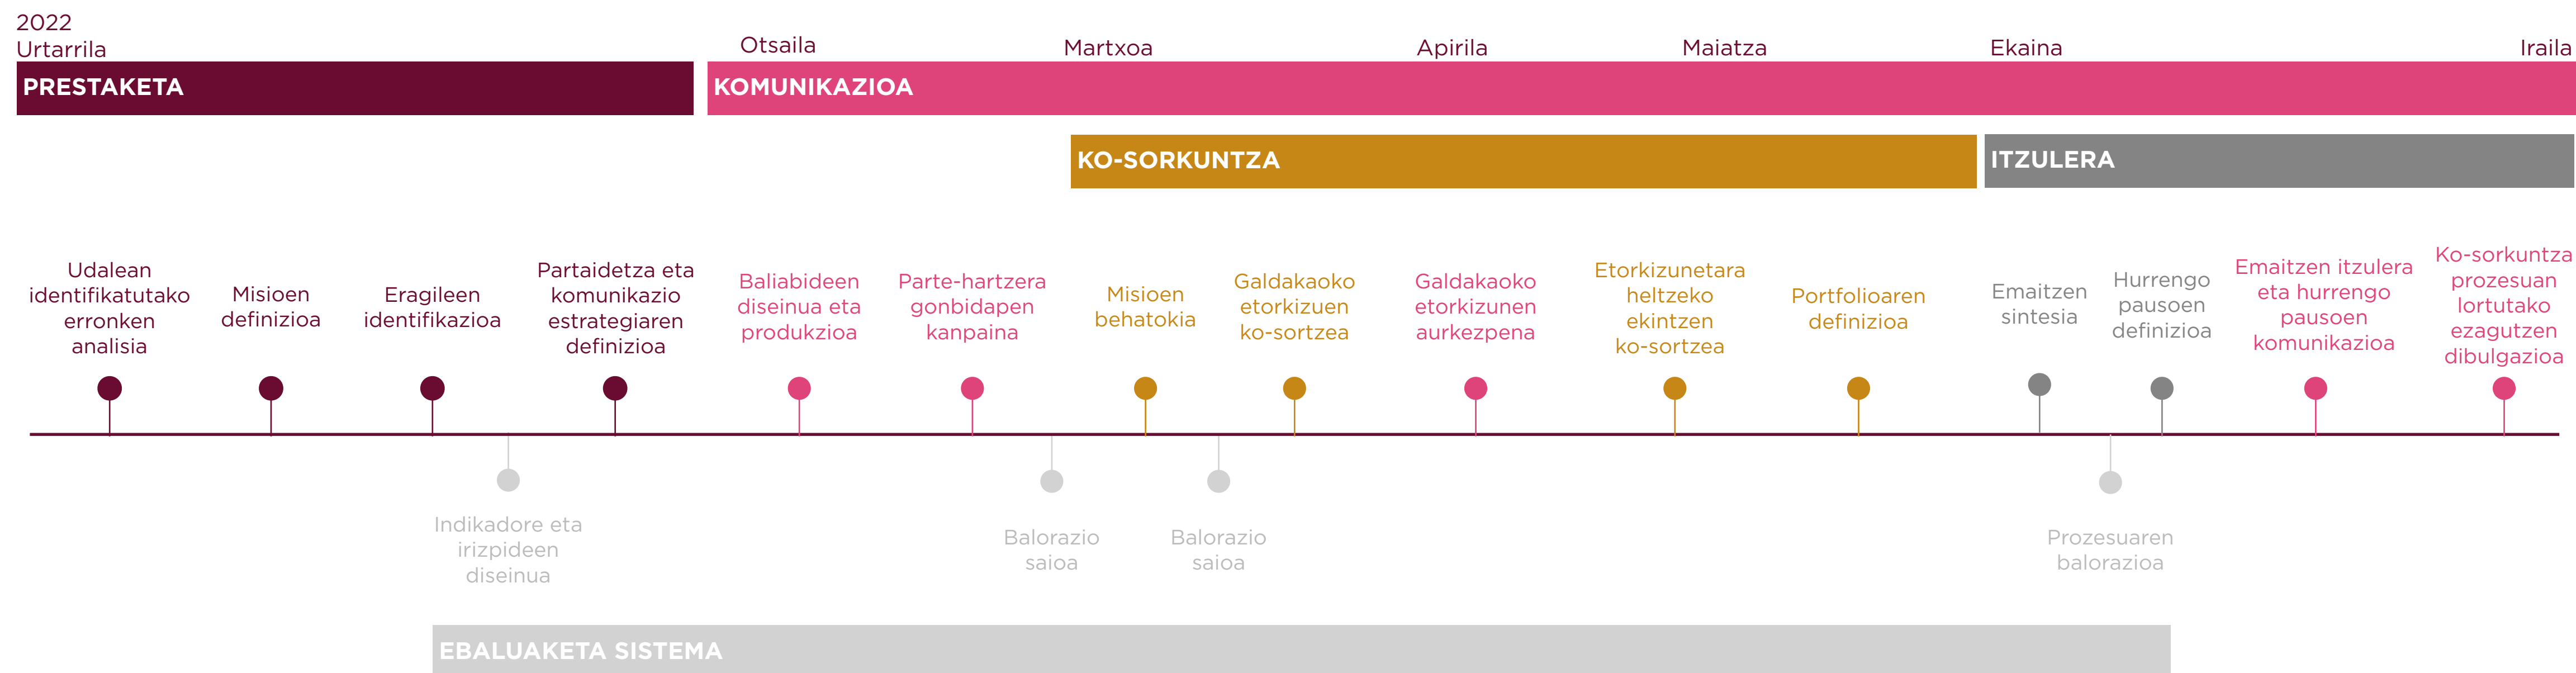 2022
Urtarrila
Otsaila
Martxoa
Apirila
Maiatza
Ekaina
Iraila
PRESTAKETA
KOMUNIKAZIOA
KO-SORKUNTZA
ITZULERA
Udalean
identifikatutako
erronken
analisia
Misioen
definizioa
Eragileen
identifikazioa
Partaidetza eta
komunikazio
estrategiaren
definizioa
Baliabideen
diseinua eta
produkzioa
Parte-hartzera
gonbidapen
kanpaina
Misioen
behatokia
Galdakaoko
etorkizuen
ko-sortzea
Galdakaoko
etorkizunen
aurkezpena
Etorkizunetara
heltzeko
ekintzen
ko-sortzea
Portfolioaren
definizioa
Emaitzen
sintesia
Hurrengo
pausoen
definizioa
Emaitzen itzulera
eta hurrengo
pausoen
komunikazioa
Ko-sorkuntza
prozesuan
lortutako
ezagutzen
dibulgazioa
Indikadore eta
irizpideen
diseinua
Balorazio
saioa
Balorazio
saioa
Prozesuaren
balorazioa
EBALUAKETA SISTEMA